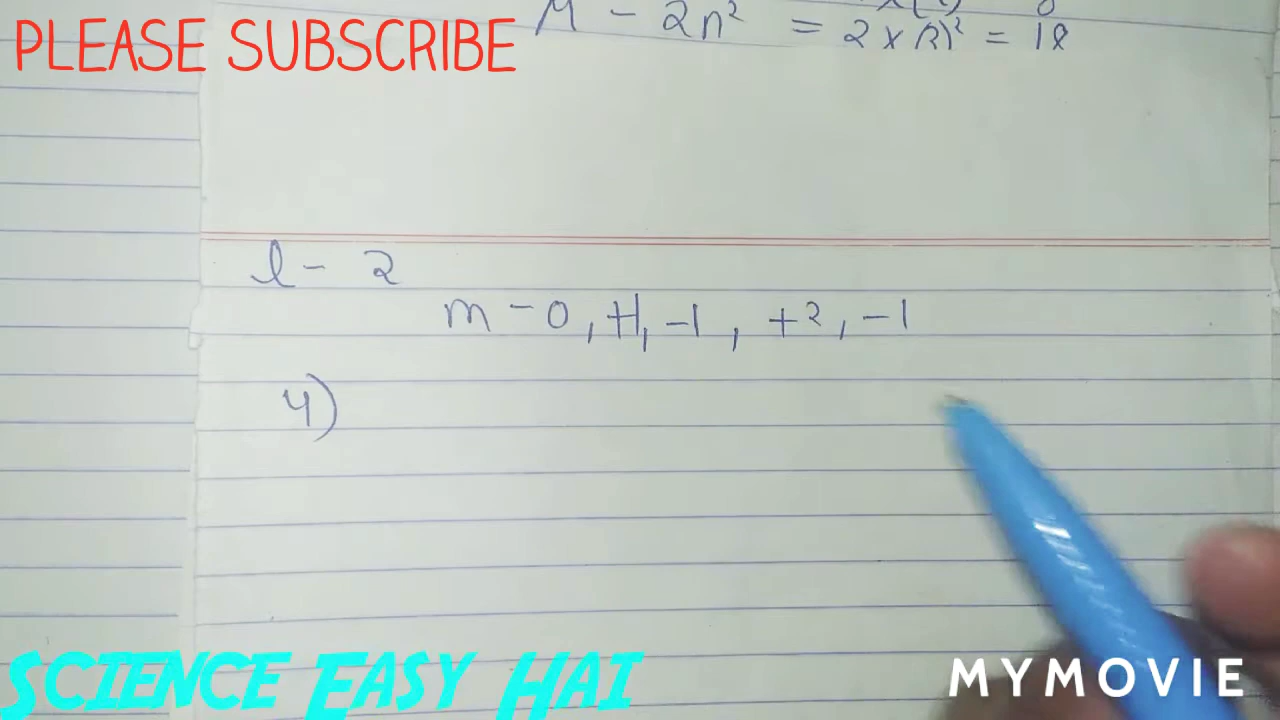 PLEASE SUBSCRIBE
M - 2n² = 2 × (3)² = 18
l - 2
m - 0, +1, -1, +2, -1
4)
SCIENCE EASY HAI
MYMOVIE